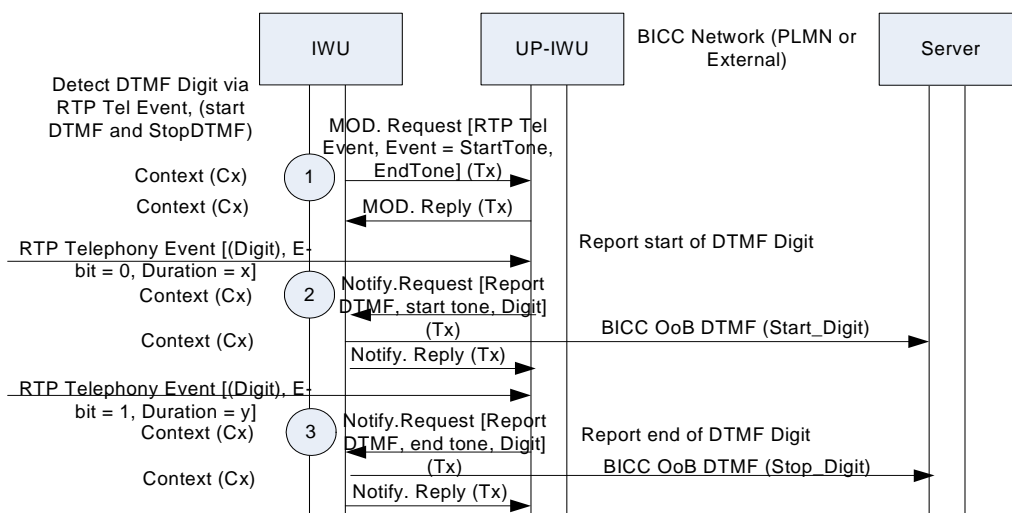 IWU
UP-IWU
BICC Network (PLMN or
External)
Server
Detect DTMF Digit via
RTP Tel Event, (start
DTMF and StopDTMF)
MOD. Request [RTP Tel
Event, Event = StartTone,
EndTone] (Tx)
Context (Cx)
1
Context (Cx)
MOD. Reply (Tx)
RTP Telephony Event [(Digit), E-
bit = 0, Duration = x]
Report start of DTMF Digit
Context (Cx)
2
Notify.Request [Report
DTMF, start tone, Digit]
(Tx)
Context (Cx)
BICC OoB DTMF (Start_Digit)
Notify. Reply (Tx)
RTP Telephony Event [(Digit), E-
bit = 1, Duration = y]
Context (Cx)
3
Notify.Request [Report
DTMF, end tone, Digit]
(Tx)
Report end of DTMF Digit
Context (Cx)
BICC OoB DTMF (Stop_Digit)
Notify. Reply (Tx)